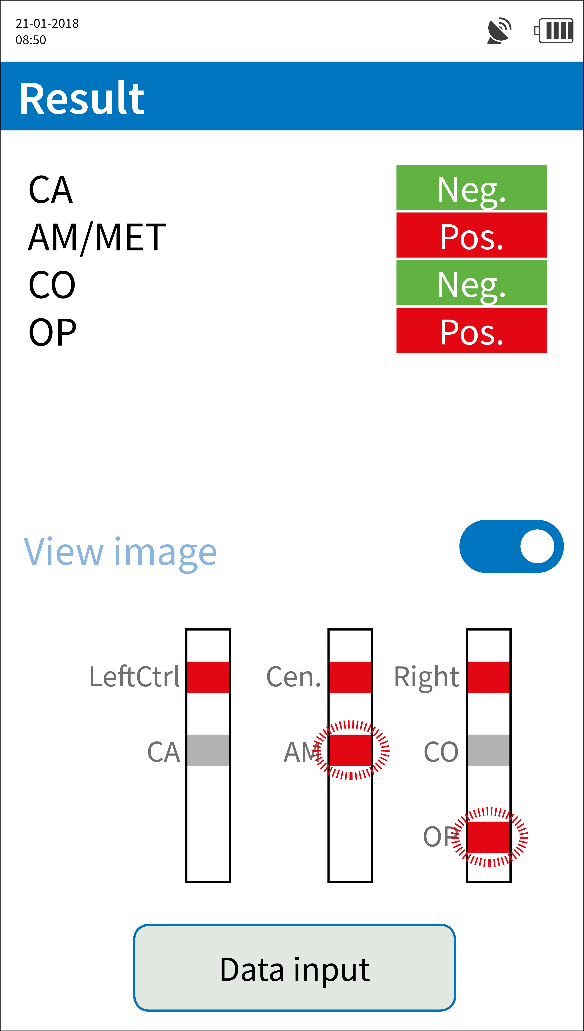 21-01-2018
08:50
Result
CA Neg.
AM/MET Pos.
CO Neg.
OP Pos.
View image
LeftCtrl Cen. Right
CA AM CO
OP
Data input